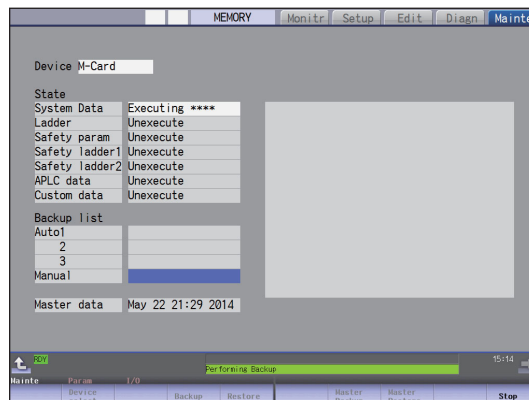 MEMORY Monitr Setup Edit Diagn Mainte
Device M-Card
State
System Data Executing ****
Ladder Unexecute
Safety param Unexecute
Safety ladder1 Unexecute
Safety ladder2 Unexecute
APLC data Unexecute
Custom data Unexecute
Backup list
Auto1
2
3
Manual
Master data May 22 21:29 2014
RDY 15:14
Performing Backup
Mainte Param I/O
Device select Backup Restore Master Backup Master Restore Stop